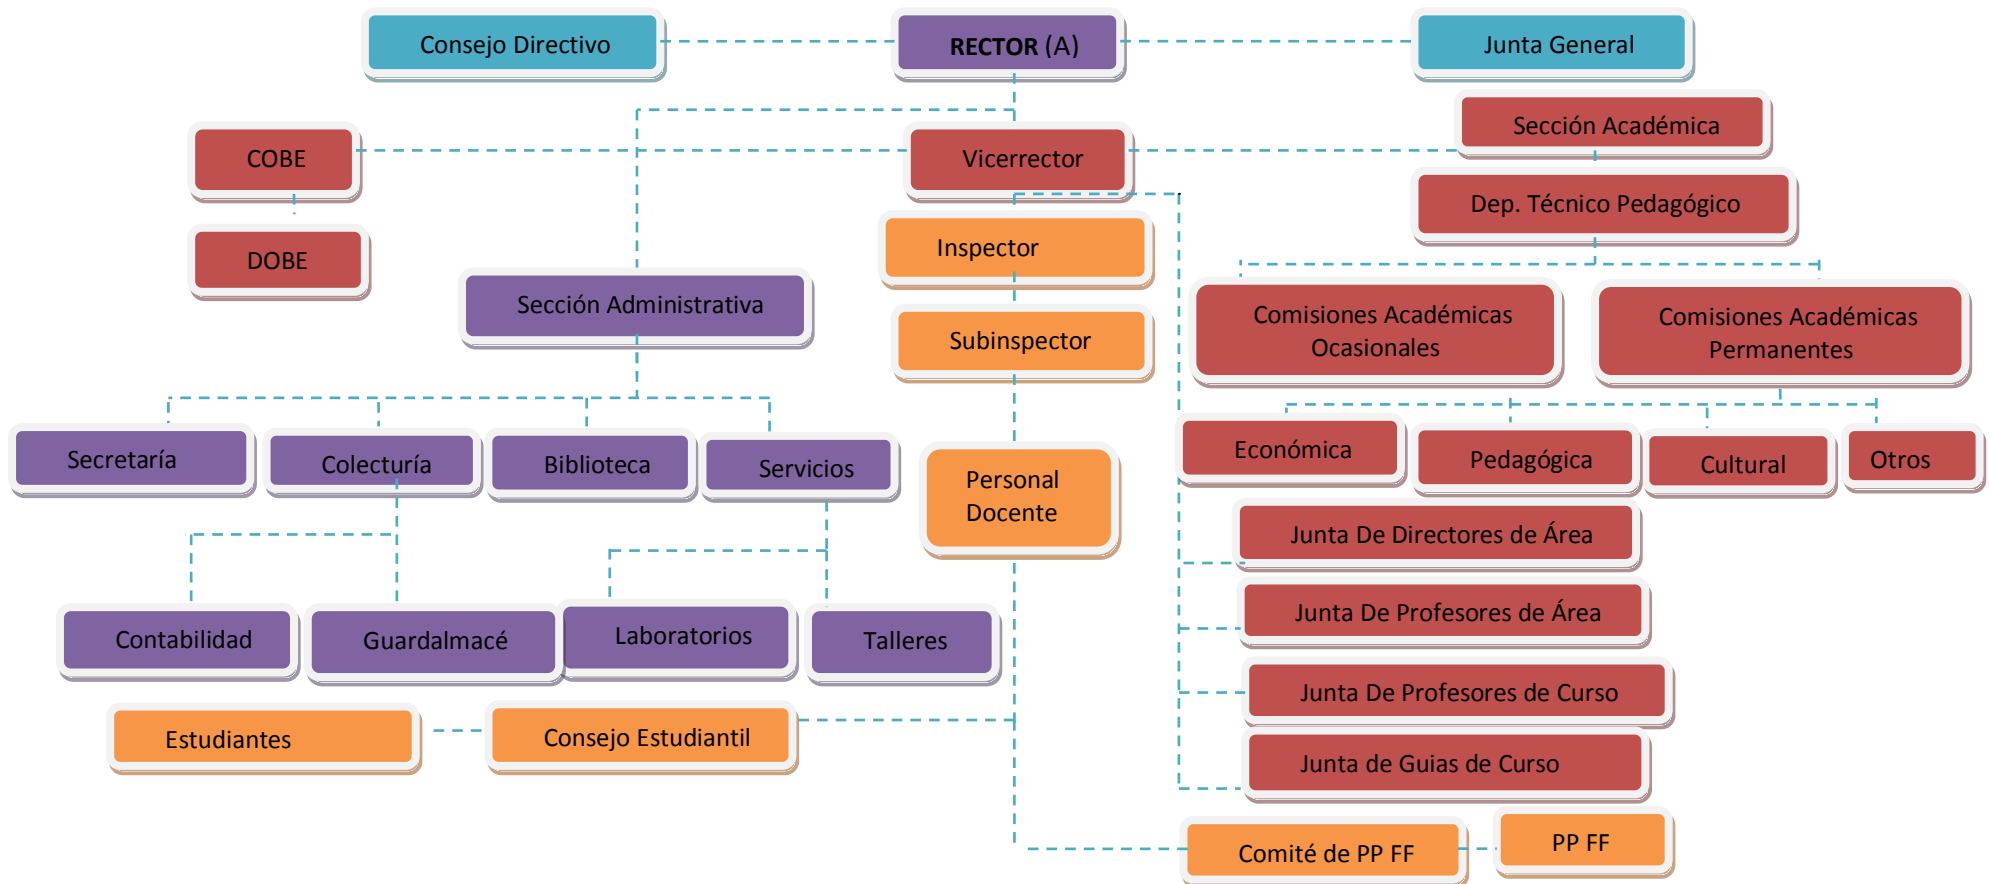 Consejo Directivo
RECTOR (A)
Junta General
Sección Académica
COBE
Vicerrector
Dep. Técnico Pedagógico
DOBE
Inspector
Sección Administrativa
Comisiones Académicas
Ocasionales
Comisiones Académicas
Permanentes
Subinspector
Secretaría
Colecturía
Biblioteca
Servicios
Personal
Docente
Económica
Pedagógica
Cultural
Otros
Junta De Directores de Área
Junta De Profesores de Área
Contabilidad
Guardalmacé
Laboratorios
Talleres
Junta De Profesores de Curso
Estudiantes
Consejo Estudiantil
Junta de Guias de Curso
Comité de PP FF
PP FF